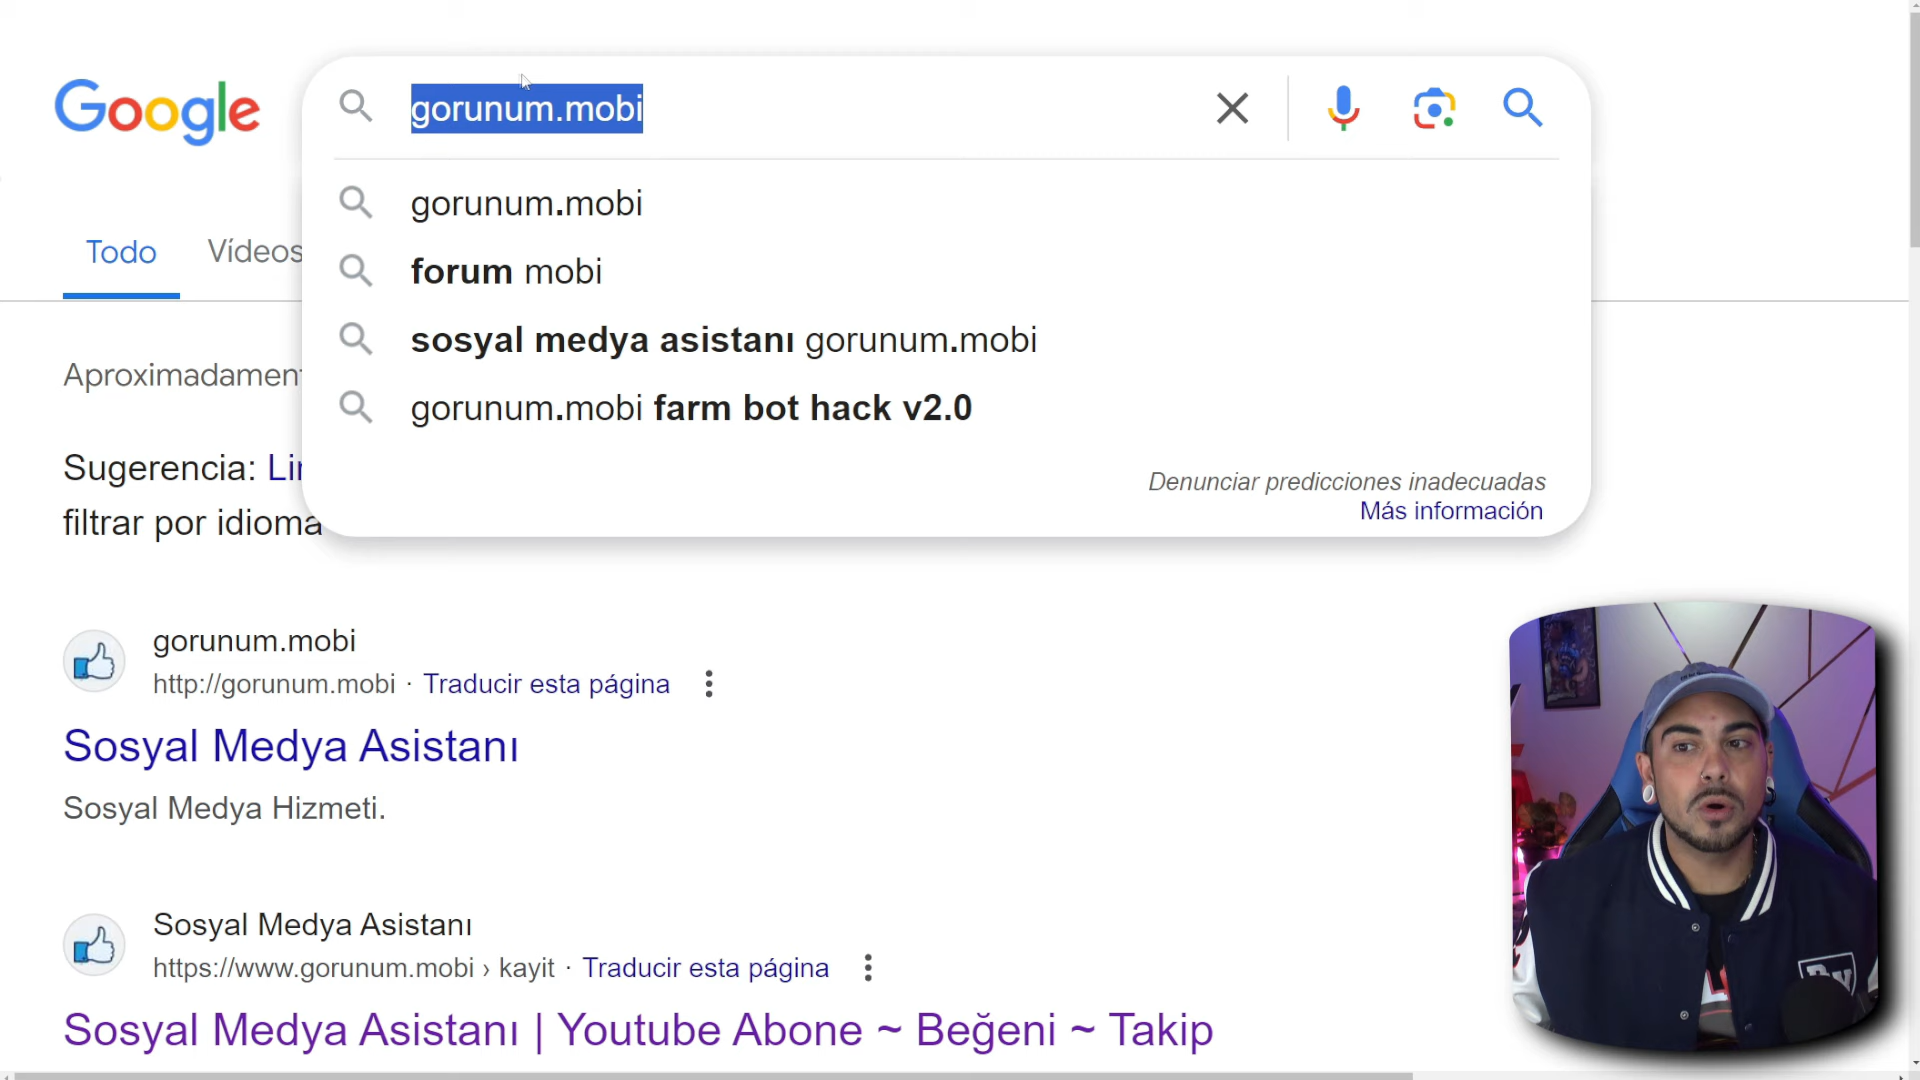 Google
gorunum.mobi
gorunum.mobi
forum mobi
sosyal medya asistanı gorunum.mobi
gorunum.mobi farm bot hack v2.0
Denunciar predicciones inadecuadas
Más información
Todo
Vídeos
Aproximadamen
Sugerencia: Lin
filtrar por idioma
gorunum.mobi
http://gorunum.mobi · Traducir esta página
Sosyal Medya Asistanı
Sosyal Medya Hizmeti.
Sosyal Medya Asistanı
https://www.gorunum.mobi › kayit · Traducir esta página
Sosyal Medya Asistanı | Youtube Abone ~ Beğeni ~ Takip